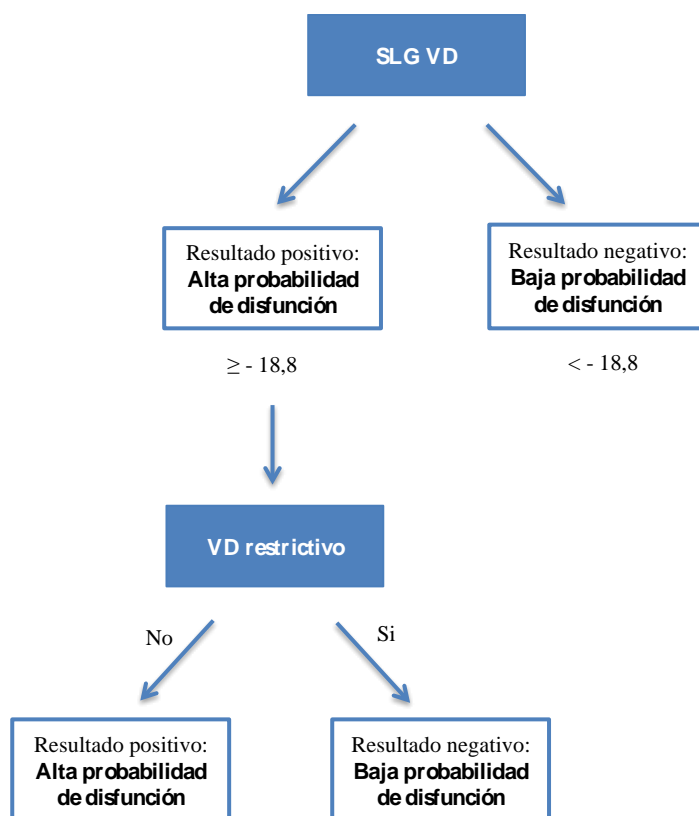 SLG VD
Resultado positivo:
Alta probabilidad
de disfunción
Resultado negativo:
Baja probabilidad
de disfunción
≥ - 18,8
< - 18,8
VD restrictivo
No
Si
Resultado positivo:
Alta probabilidad
de disfunción
Resultado negativo:
Baja probabilidad
de disfunción